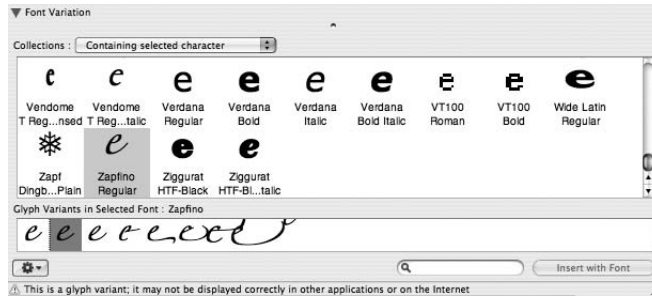 Font Variation
Collections : Containing selected character
e e e e e e e e e
Vendome Vendome Verdana Verdana Verdana Verdana VT100 VT100 Wide Latin
T Reg...nsed T Reg...talic Regular Bold Italic Bold Italic Roman Bold Regular
e e e
Zapf Zapfino Ziggurat Ziggurat
Dingb...Plain Regular HTF-Black HTF-Bl...talic
Glyph Variants in Selected Font : Zapfino
e e e e e e e e
Insert with Font
This is a glyph variant; it may not be displayed correctly in other applications or on the Internet